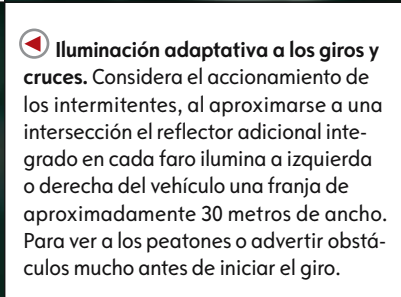 Iluminación adaptativa a los giros y
cruces. Considera el accionamiento de
los intermitentes, al aproximarse a una
intersección el reflector adicional inte-
grado en cada faro ilumina a izquierda
o derecha del vehículo una franja de
aproximadamente 30 metros de ancho.
Para ver a los peatones o advertir obstá-
culos mucho antes de iniciar el giro.